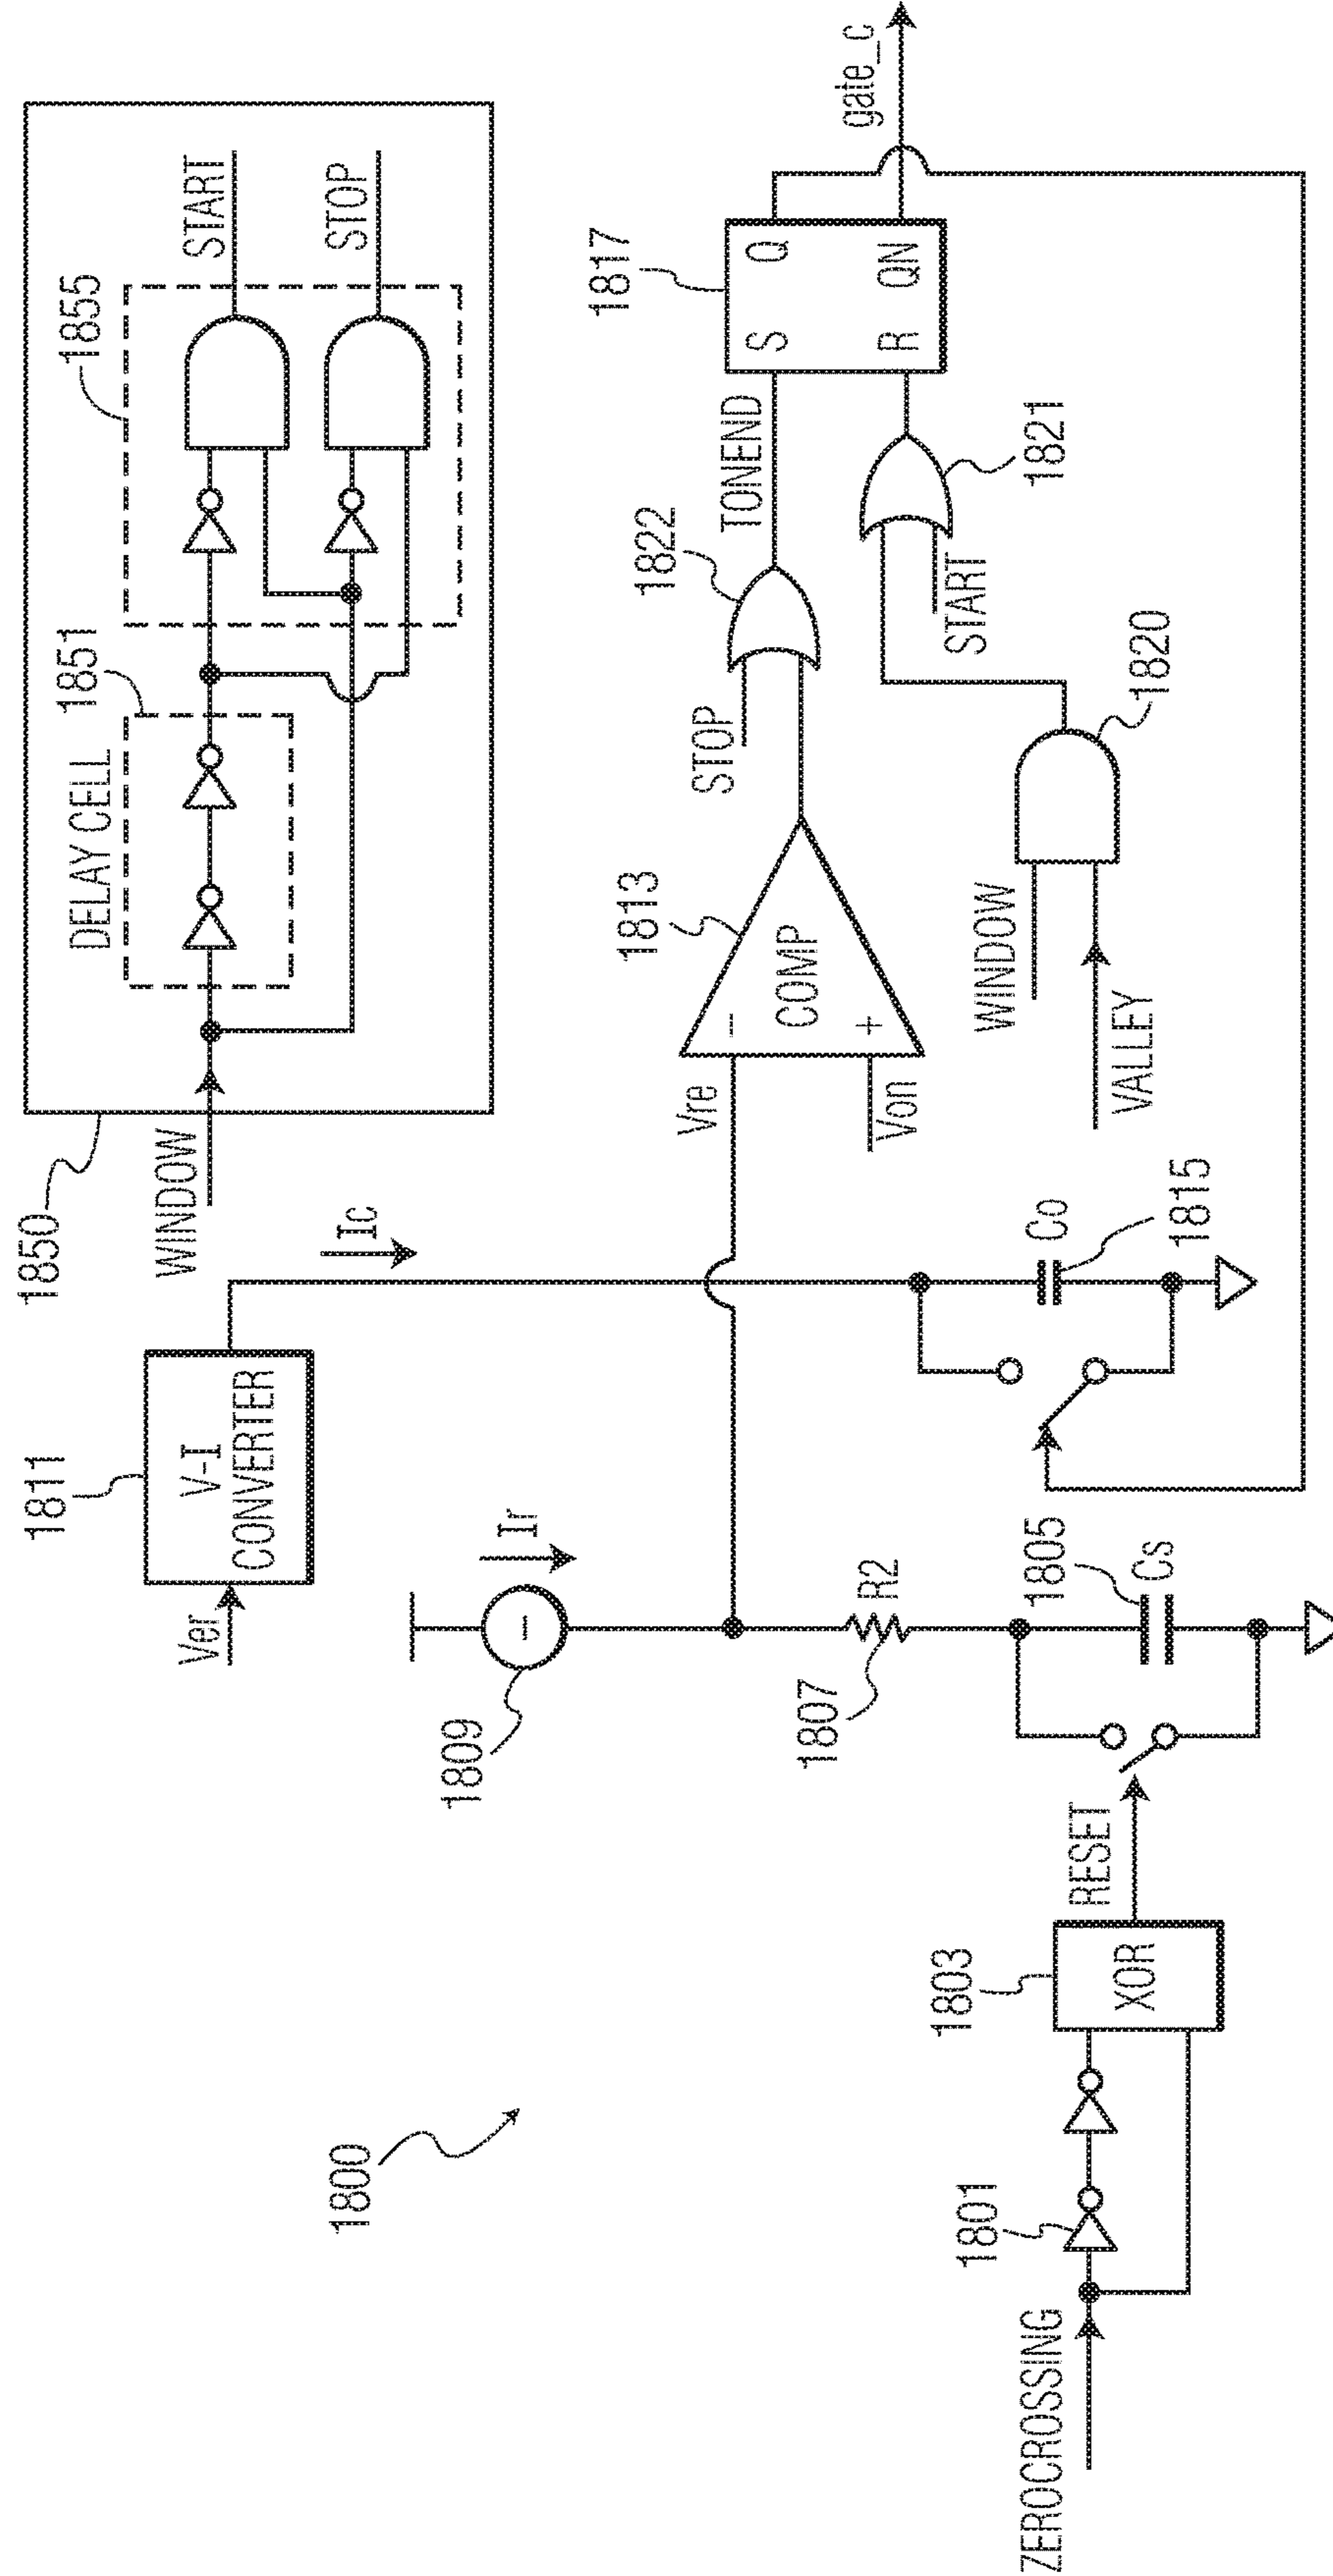 1800
ZEROCROSSING
1801
1803
XOR
RESET
1805
Cs
1807
R2
1809
Ir
Ver
1811
V-I
CONVERTER
Ic
Co
1815
Vre
Von
1813
COMP
-
+
STOP
1822
TONEND
WINDOW
VALLEY
1820
START
1821
1817
S
Q
R
QN
gate_c
1850
WINDOW
DELAY CELL
1851
1855
START
STOP